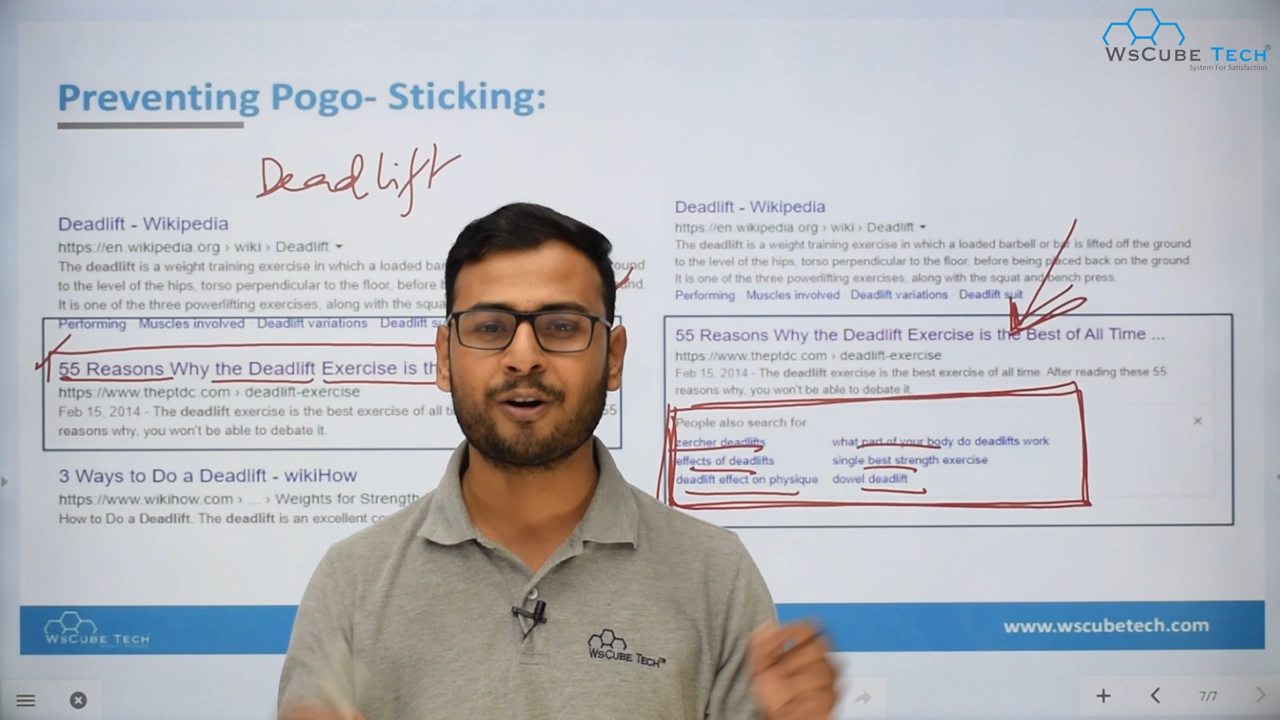 WsCube Tech®
System For Satisfaction
Preventing Pogo- Sticking:
Deadlift
Deadlift - Wikipedia
https://en.wikipedia.org › wiki › Deadlift
The deadlift is a weight training exercise in which a loaded bar
ound
to the level of the hips, torso perpendicular to the floor, before b
nd.
It is one of the three powerlifting exercises, along with the squa
Performing Muscles involved Deadlift variations Deadlift su
55 Reasons Why the Deadlift Exercise is th
https://www.theptdc.com › deadlift-exercise
Feb 15, 2014 - The deadlift exercise is the best exercise of all ti
55
reasons why, you won't be able to debate it.
3 Ways to Do a Deadlift - wikiHow
https://www.wikihow.com › ... › Weights for Strength
How to Do a Deadlift. The deadlift is an excellent co
Deadlift - Wikipedia
https://en.wikipedia.org › wiki › Deadlift
The deadlift is a weight training exercise in which a loaded barbell or bar is lifted off the ground
to the level of the hips, torso perpendicular to the floor, before being placed back on the ground.
It is one of the three powerlifting exercises, along with the squat and bench press.
Performing Muscles involved Deadlift variations Deadlift suit
55 Reasons Why the Deadlift Exercise is the Best of All Time ...
https://www.theptdc.com › deadlift-exercise
Feb 15, 2014 - The deadlift exercise is the best exercise of all time. After reading these 55
reasons why, you won't be able to debate it.
People also search for
zercher deadlifts what part of your body do deadlifts work
effects of deadlifts single best strength exercise
deadlift effect on physique dowel deadlift
WsCube Tech
WsCube Tech™
www.wscubetech.com
7/7